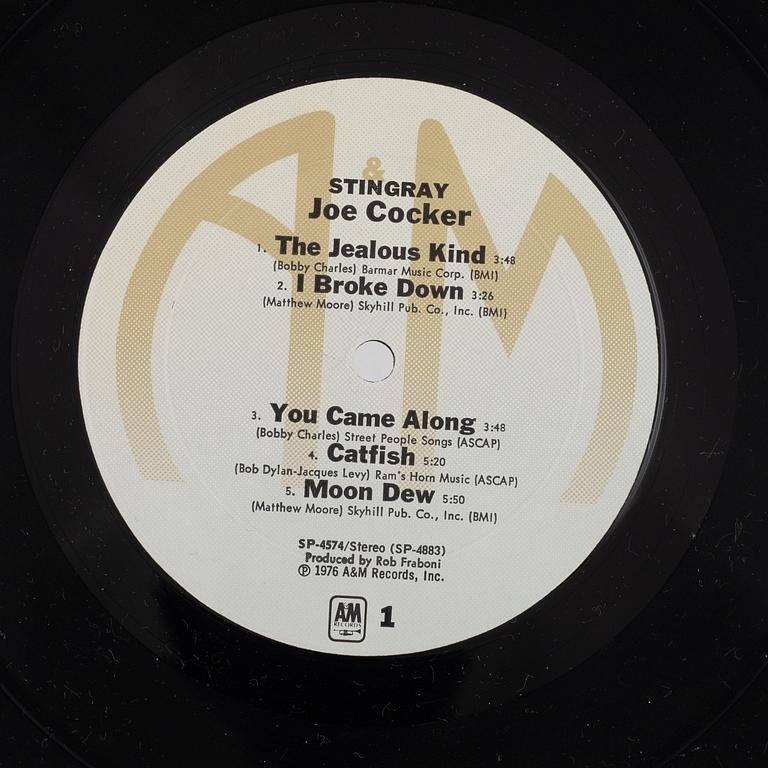 A&M
STINGRAY
Joe Cocker
1. The Jealous Kind 3:48
(Bobby Charles) Barmar Music Corp. (BMI)
2. I Broke Down 3:26
(Matthew Moore) Skyhill Pub. Co., Inc. (BMI)
3. You Came Along 3:48
(Bobby Charles) Street People Songs (ASCAP)
4. Catfish 5:20
(Bob Dylan-Jacques Levy) Ram's Horn Music (ASCAP)
5. Moon Dew 5:50
(Matthew Moore) Skyhill Pub. Co., Inc. (BMI)
SP-4574/Stereo (SP-4883)
Produced by Rob Fraboni
℗ 1976 A&M Records, Inc.
A&M
RECORDS
1